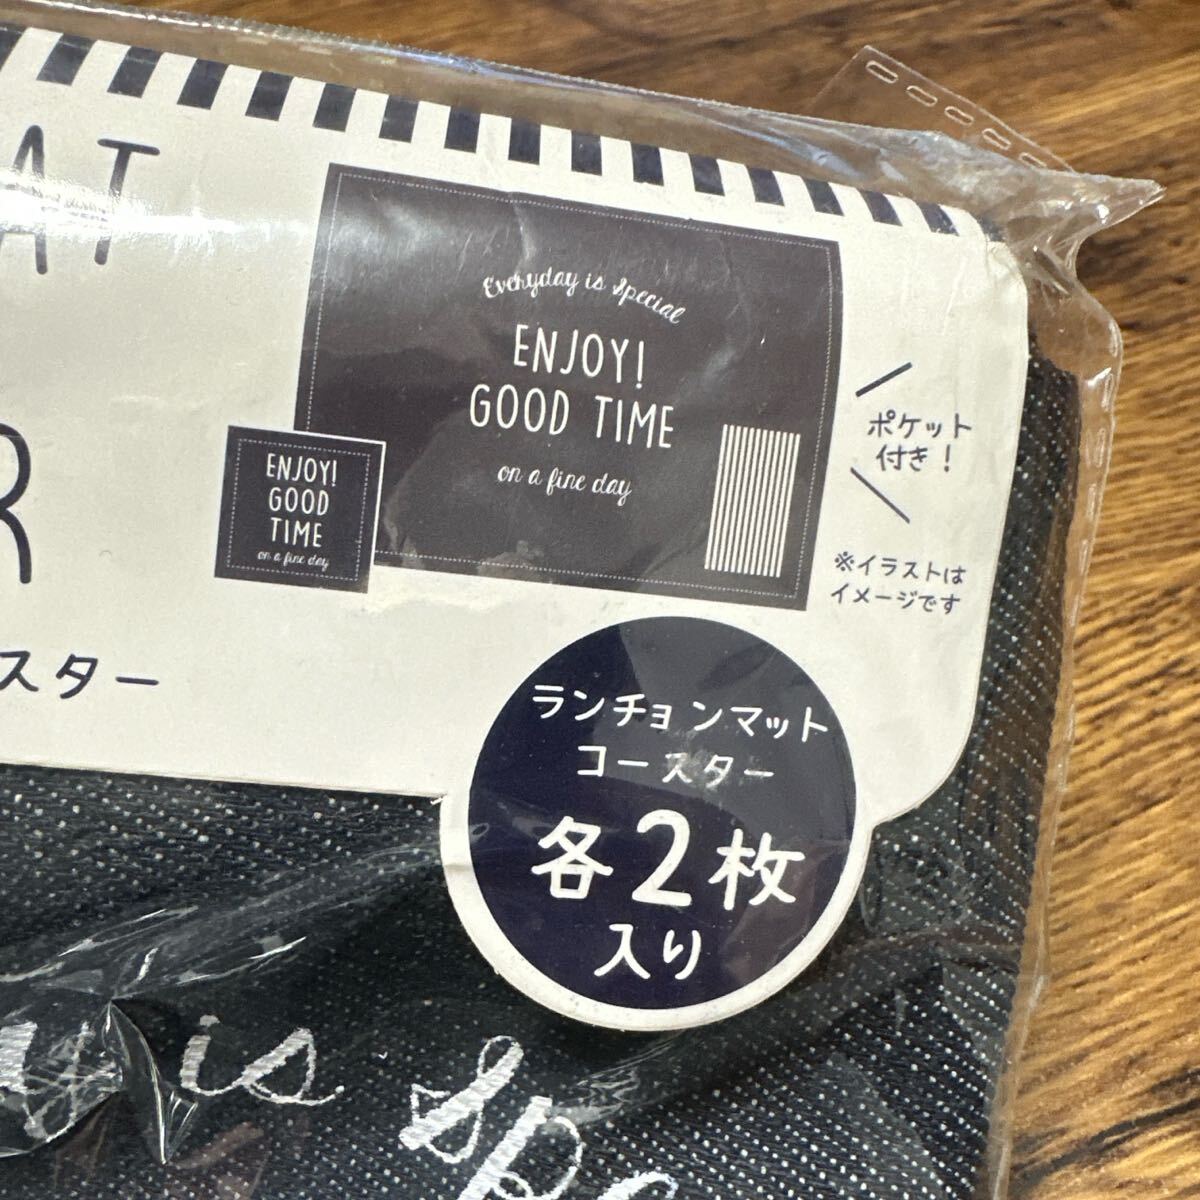 AT
AT
R
スター
Everyday is Special
ENJOY!
GOOD TIME
on a fine day
ENJOY!
GOOD
TIME
on a fine day
ポケット
付き!
※イラストは
イメージです
ランチョンマット
コースター
各2枚
入り
is Spe